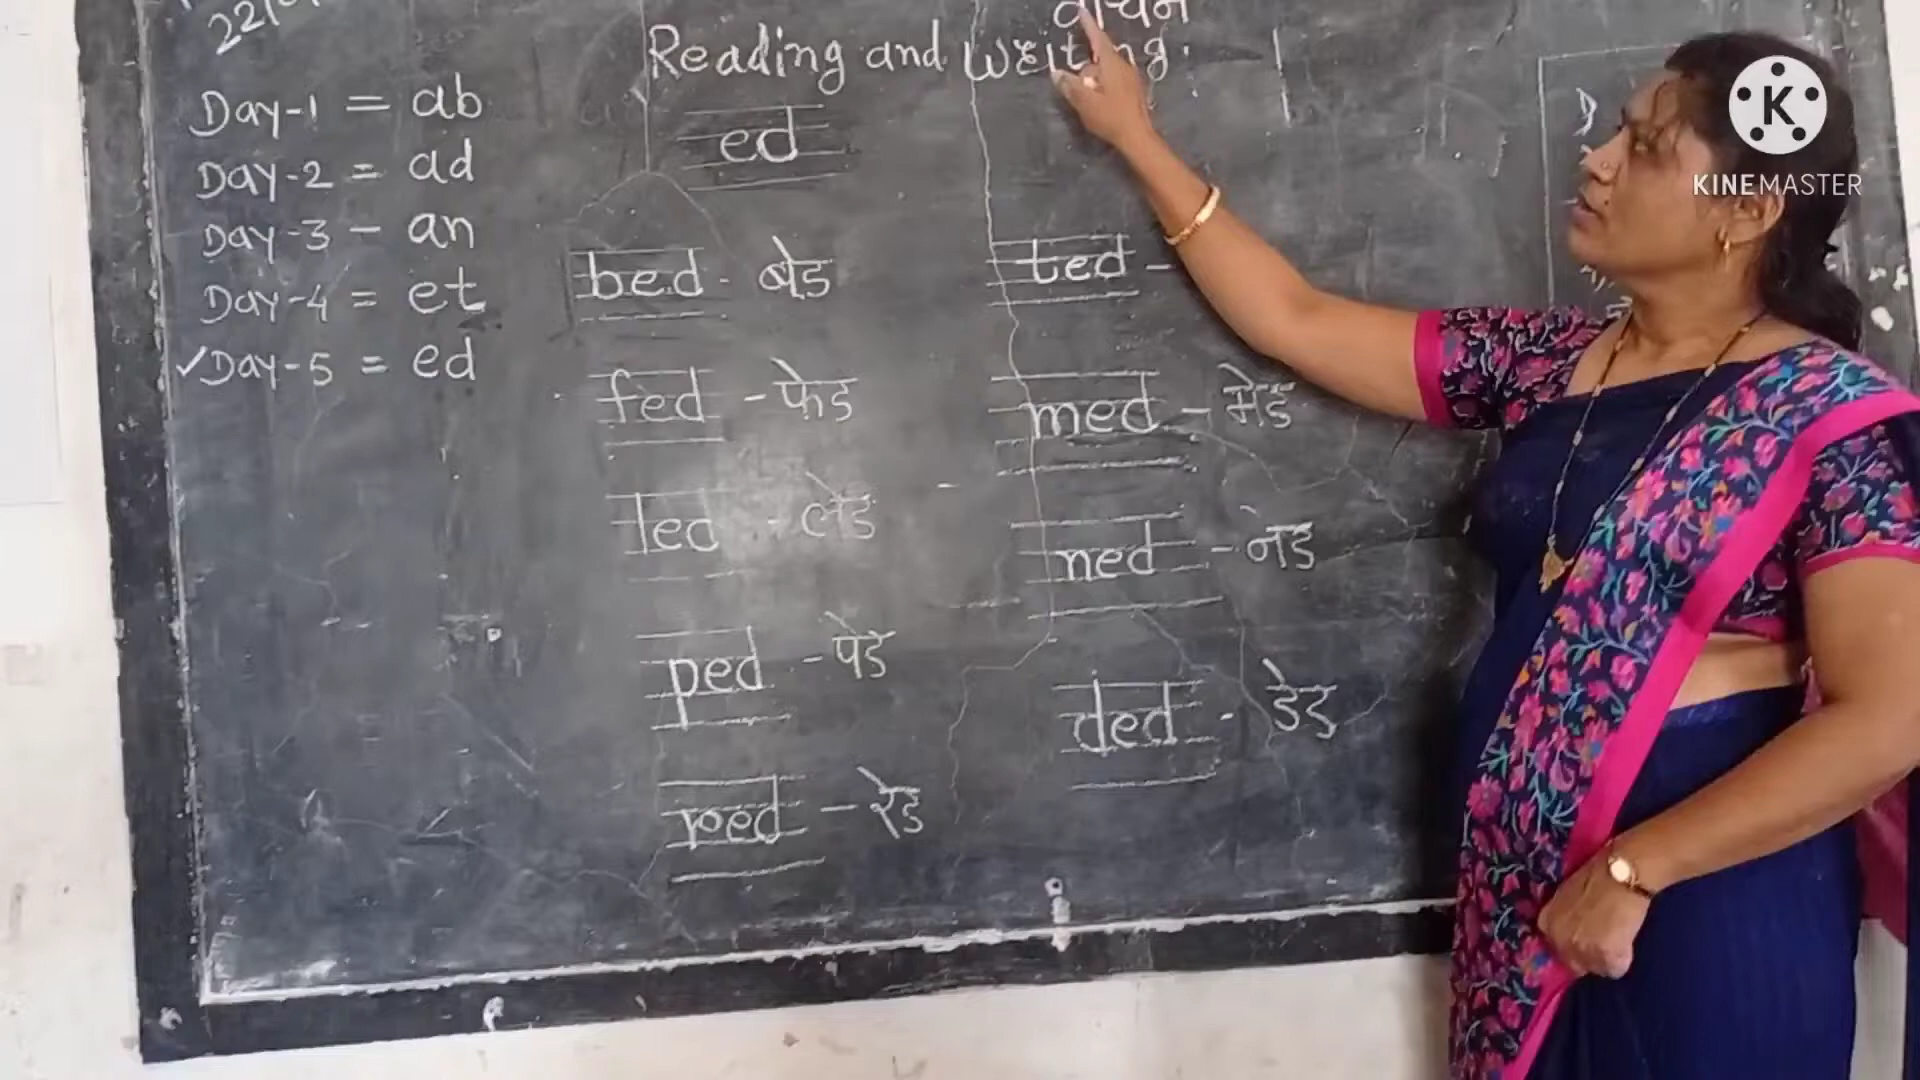 वाचन
Reading and Writing.
Day-1 = ab
Day-2 = ad
Day-3 - an
Day-4 = et
✓Day-5 = ed
ed
bed - बेड
fed - फेड
led - लेड
ped - पेड
red - रेड
ted -
med - मेड
ned - नेड
ded - डेड
K
KINEMASTER